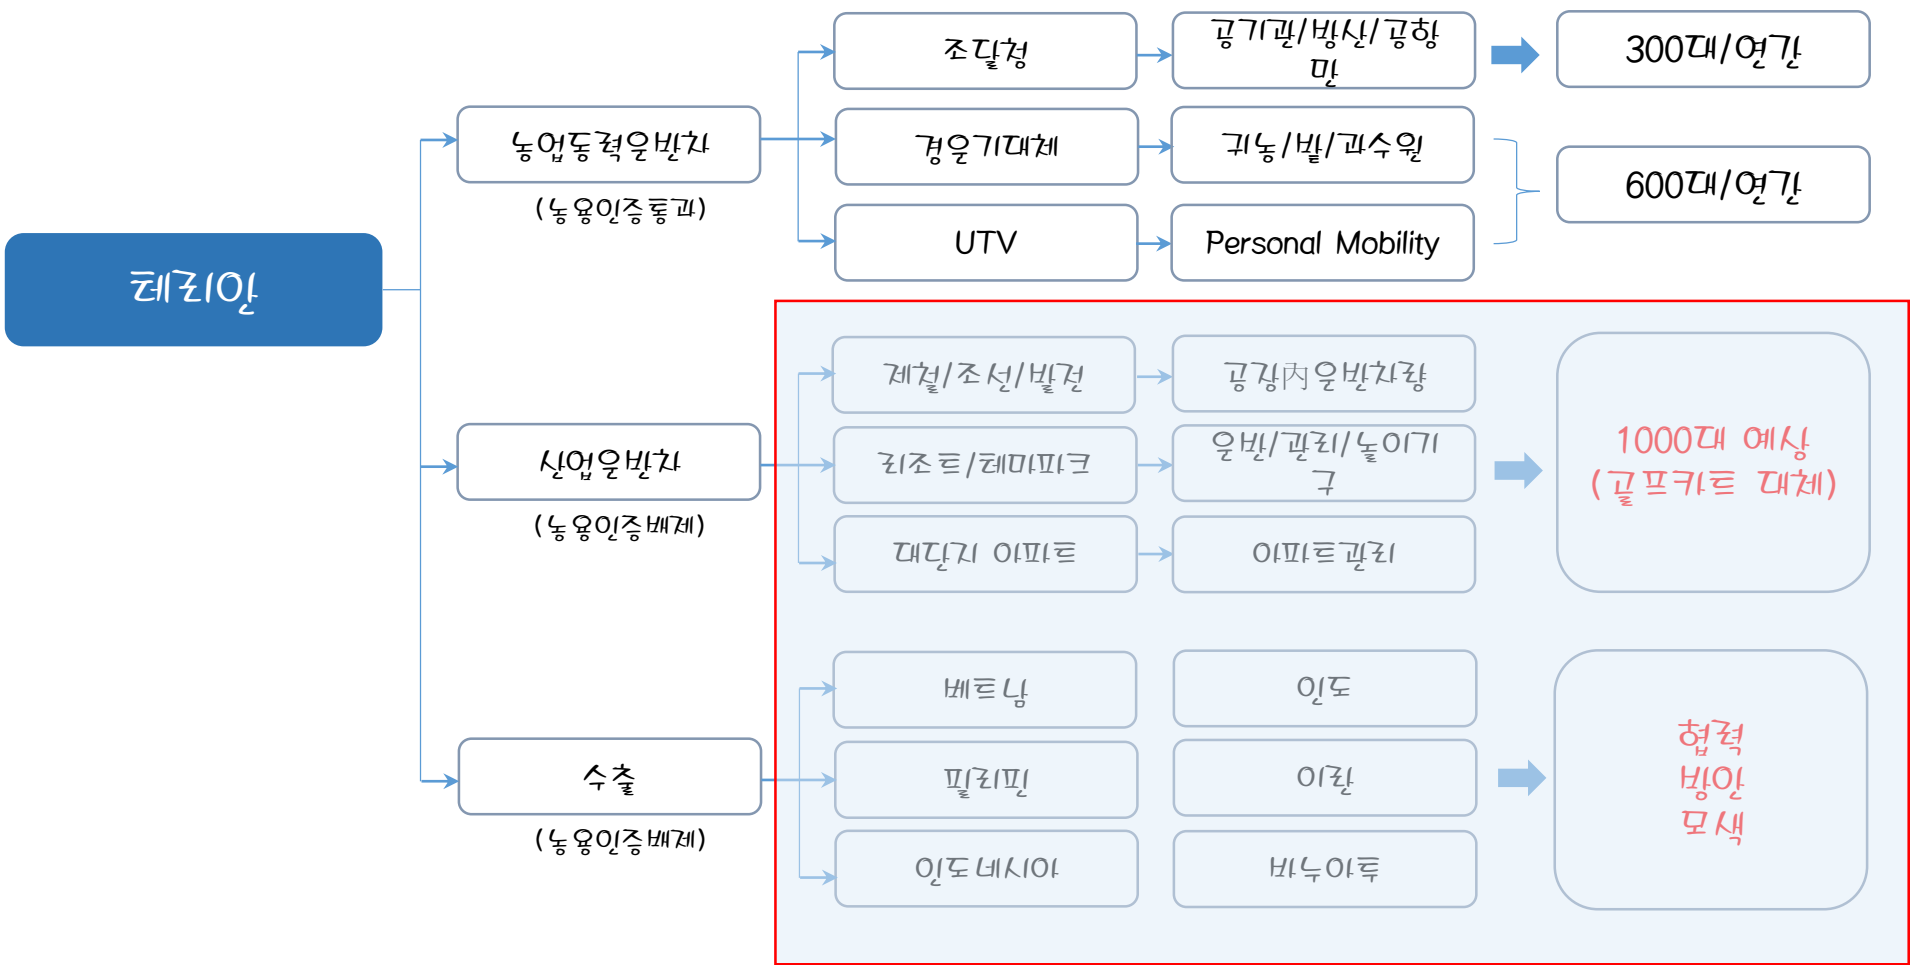 조달청
공기관/방산/공항
만
300대/연간
농업동력운반차
(농용인증통과)
경운기대체
귀농/밭/과수원
600대/연간
UTV
Personal Mobility
테리안
제철/조선/발전
공장內운반차량
산업운반차
(농용인증배제)
리조트/테마파크
운반/관리/놀이기
구
1000대 예상
(골프카트 대체)
대단지 아파트
아파트관리
베트남
인도
수출
(농용인증배제)
필리핀
이란
협력
방안
모색
인도네시아
바누아트